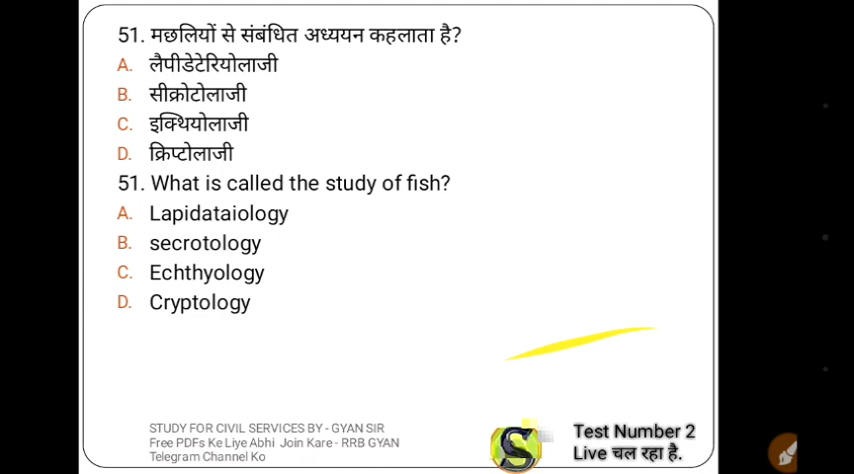 51. मछलियों से संबंधित अध्ययन कहलाता है?
A. लैपीडेटेरियोलाजी
B. सीक्रोटोलाजी
C. इक्थियोलाजी
D. क्रिप्टोलाजी
51. What is called the study of fish?
A. Lapidataiology
B. secrotology
C. Echthyology
D. Cryptology
STUDY FOR CIVIL SERVICES BY - GYAN SIR
Free PDFs Ke Liye Abhi Join Kare - RRB GYAN
Telegram Channel Ko
S
Test Number 2
Live चल रहा है.